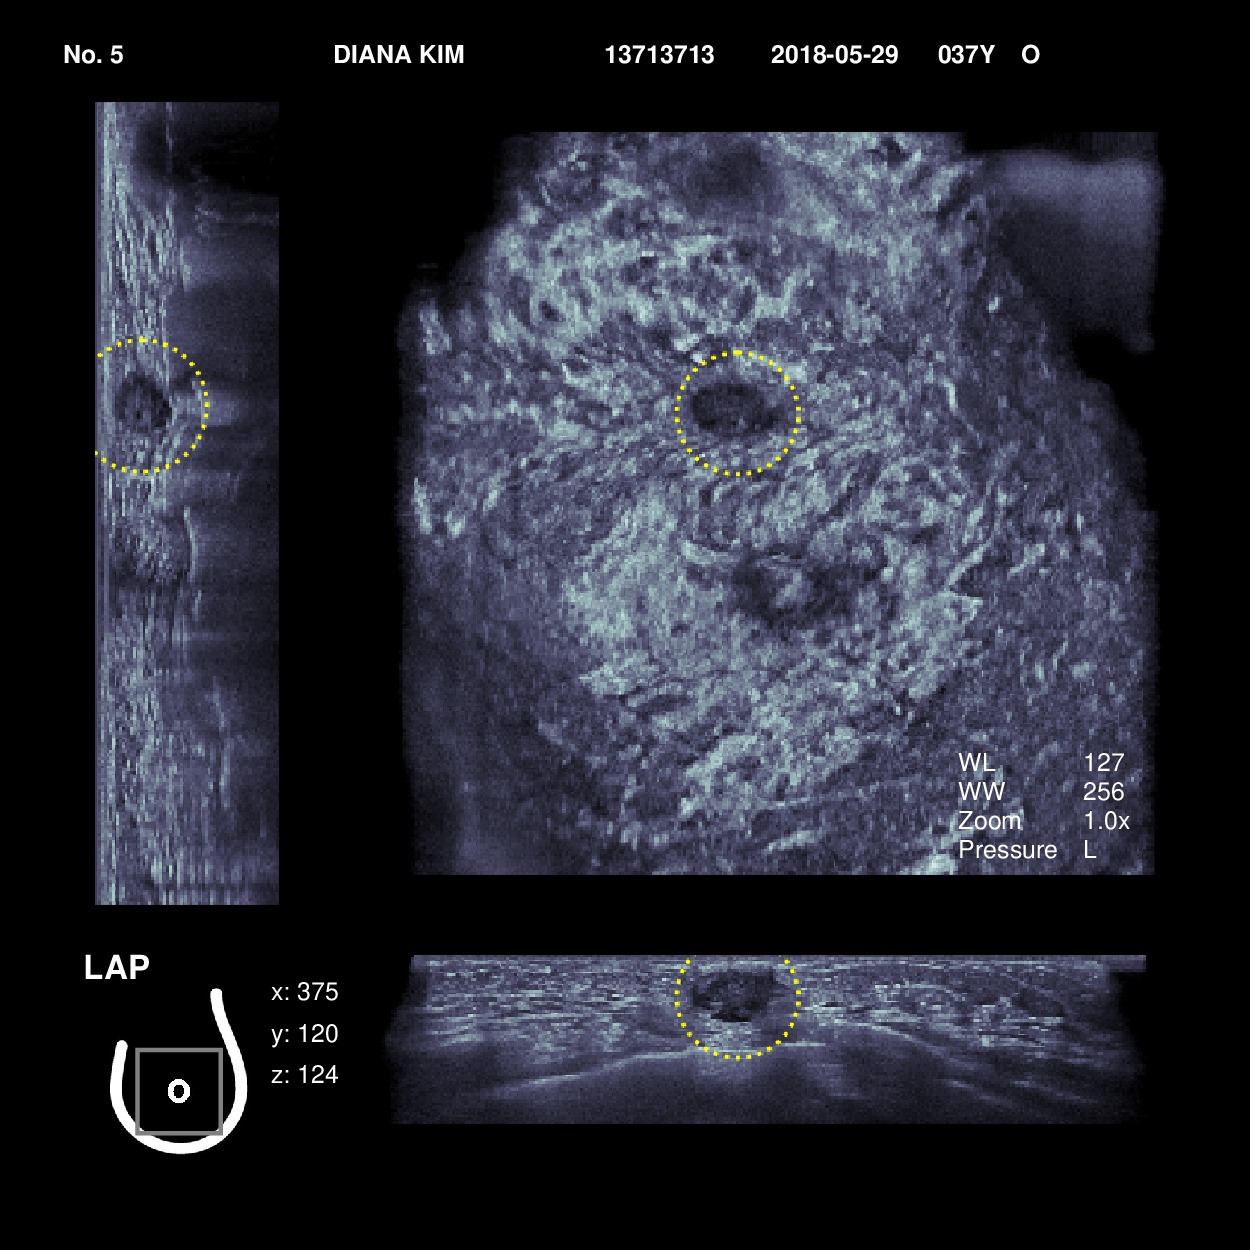 No. 5 DIANA KIM 13713713 2018-05-29 037Y O
WL 127
WW 256
Zoom 1.0x
Pressure L
LAP
x: 375
y: 120
z: 124